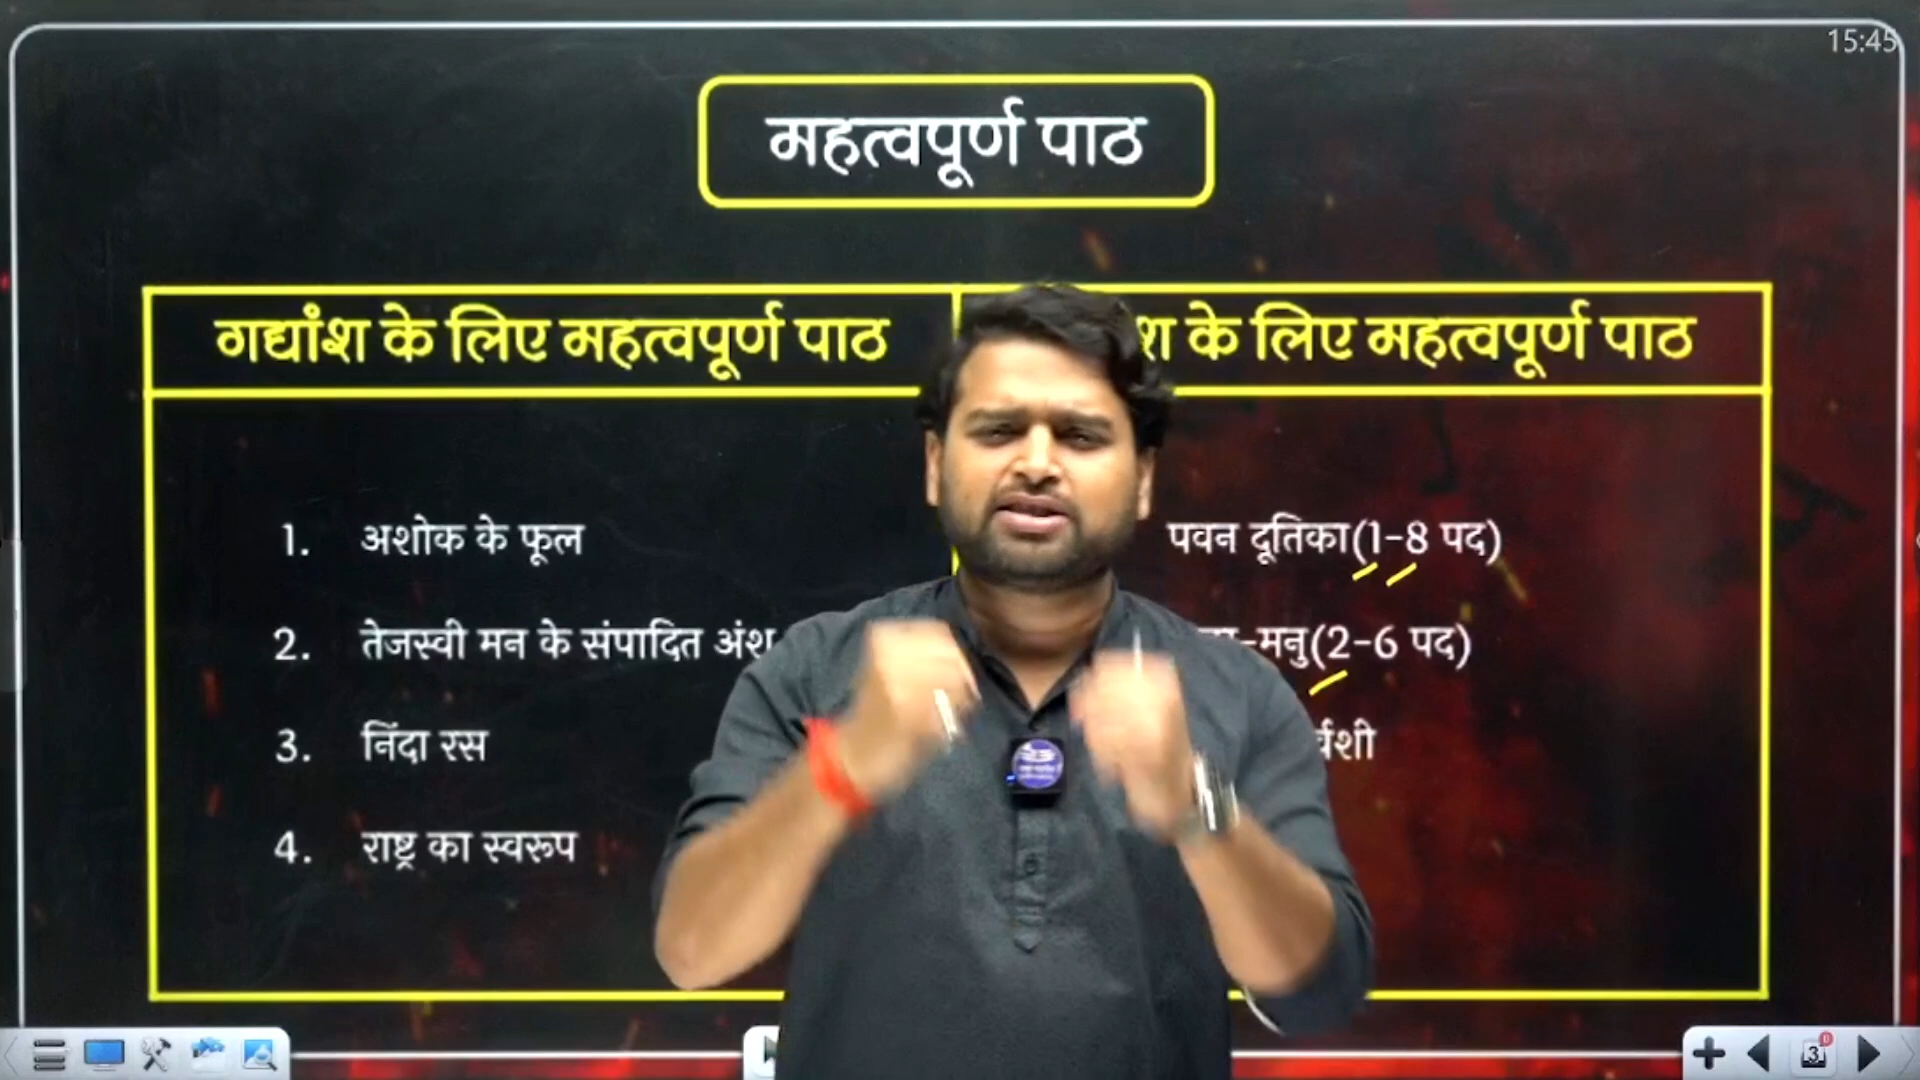 15:45
महत्वपूर्ण पाठ
गद्यांश के लिए महत्वपूर्ण पाठ
के लिए महत्वपूर्ण पाठ
1. अशोक के फूल
पवन दूतिका(1-8 पद)
2. तेजस्वी मन के संपादित अंश
-मनु(2-6 पद)
3. निंदा रस
4. राष्ट्र का स्वरूप
3